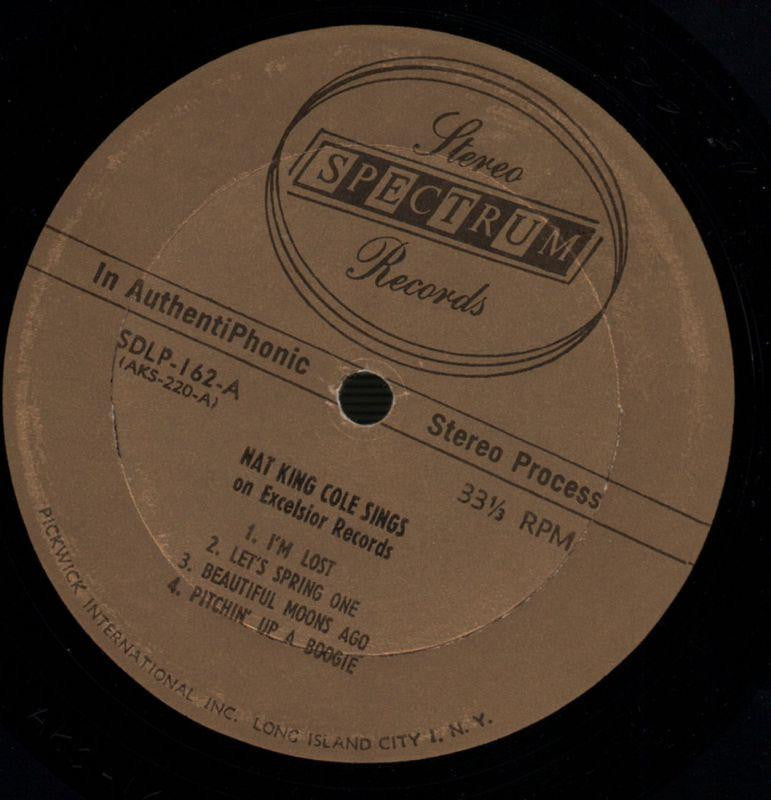 Stereo
SPECTRUM
Records
In AuthentiPhonic Stereo Process
SDLP-162-A
(AKS-220-A)
33⅓ RPM
NAT KING COLE SINGS
on Excelsior Records
1. I'M LOST
2. LET'S SPRING ONE
3. BEAUTIFUL MOONS AGO
4. PITCHIN' UP A BOOGIE
PICKWICK INTERNATIONAL, INC. LONG ISLAND CITY 1, N. Y.